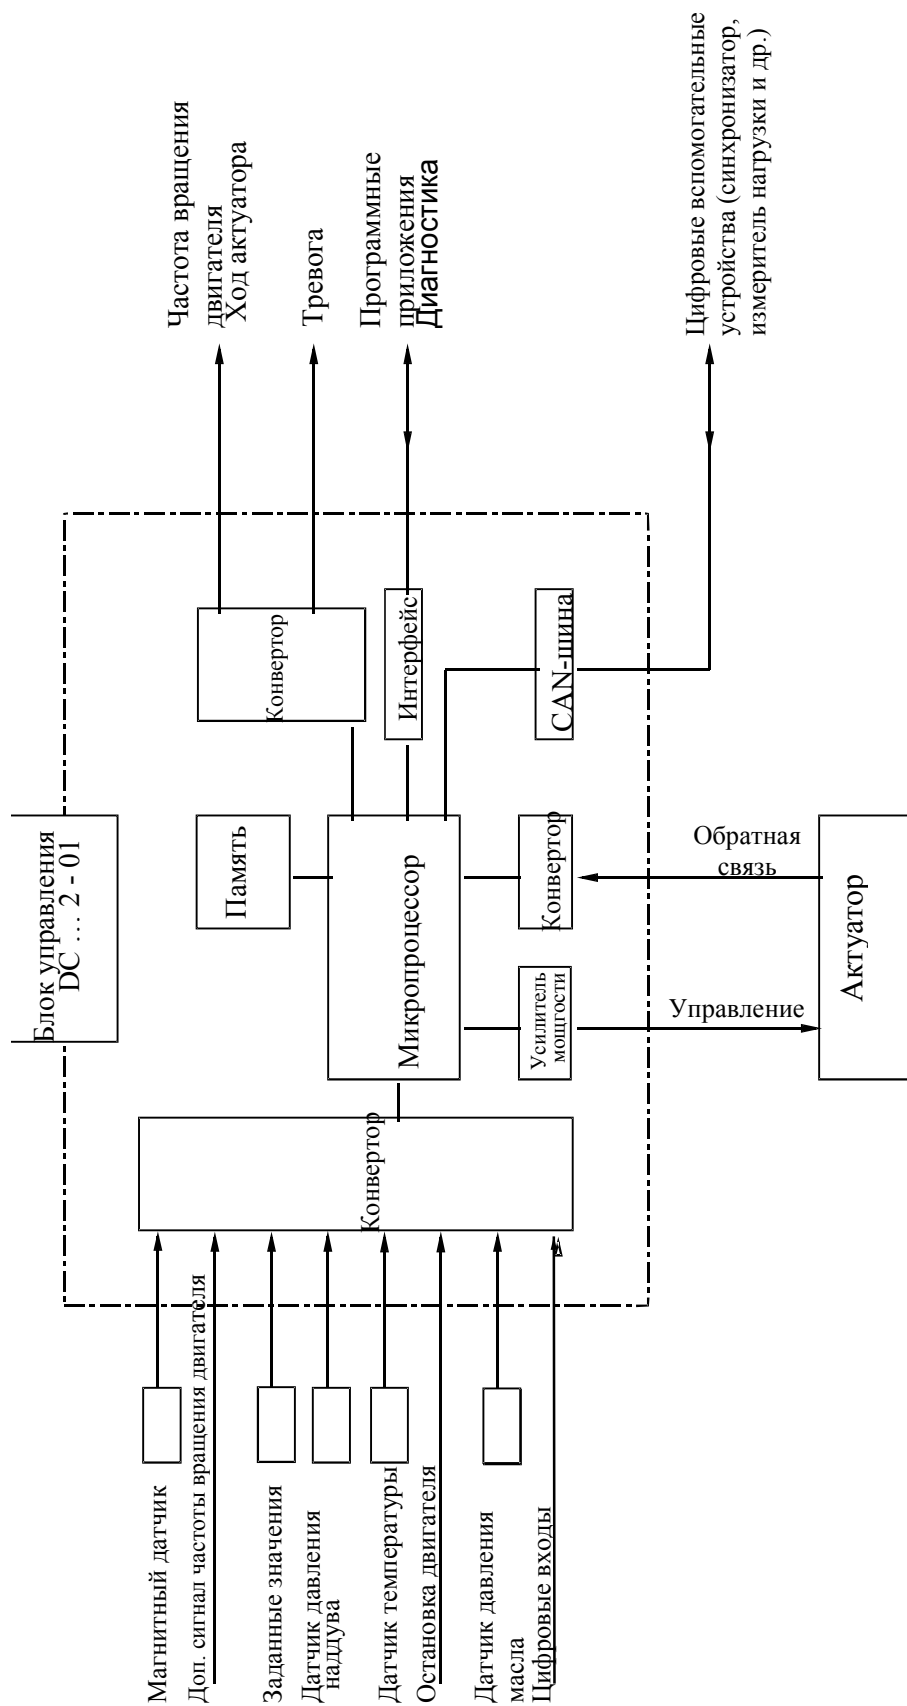 Блок управления
DC … 2 - 01
Магнитный датчик
Доп. сигнал частоты вращения двигателя
Заданные значения
Датчик давления
наддува
Датчик температуры
Остановка двигателя
Датчик давления
масла
Цифровые входы
Конвертор
Память
Микропроцессор
Усилитель
мощгости
Конвертор
Конвертор
Интерфейс
CAN-шина
Частота вращения
двигателя
Ход актуатора
Тревога
Программные
приложения
Диагностика
Цифровые вспомогательные
устройства (синхронизатор,
измеритель нагрузки и др.)
Управление
Обратная
связь
Актуатор